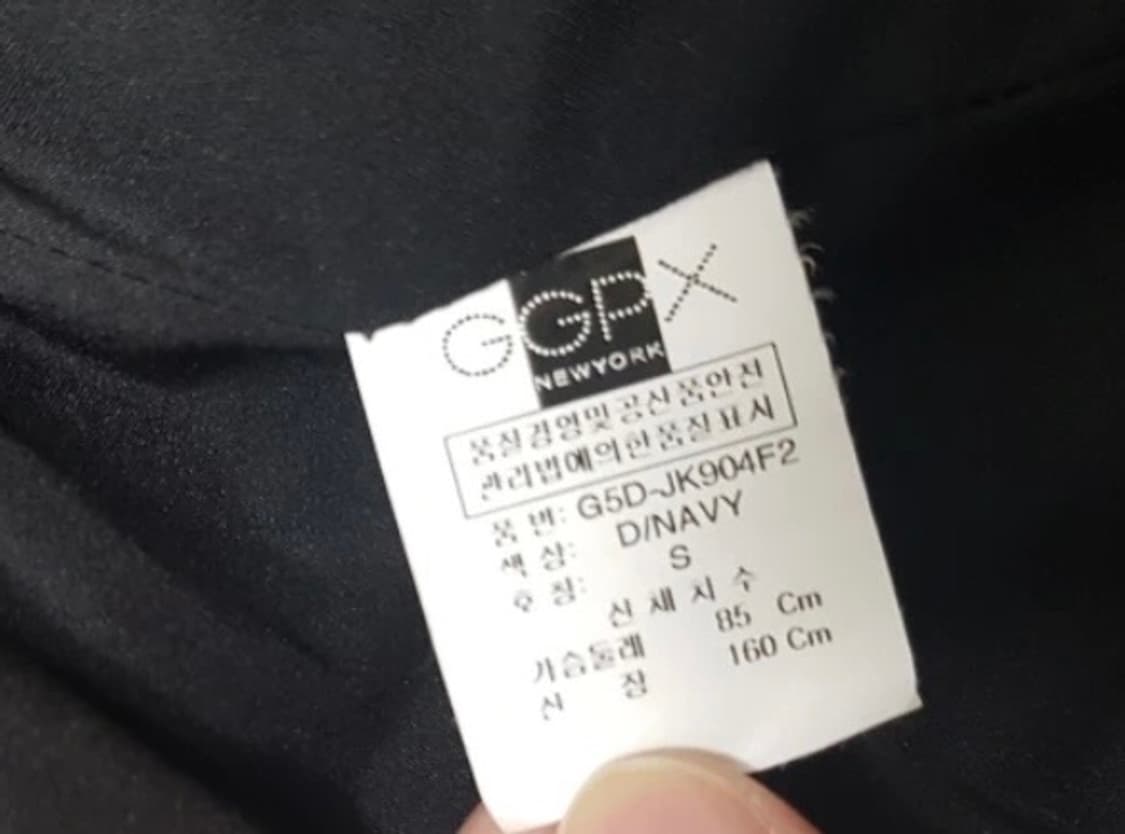 GGPX
NEWYORK
품질경영및공산품안전
관리법에의한품질표시
품 번: G5D-JK904F2
색 상: D/NAVY
호 칭: S
신 체 치 수
가슴둘레 85 Cm
신 장 160 Cm